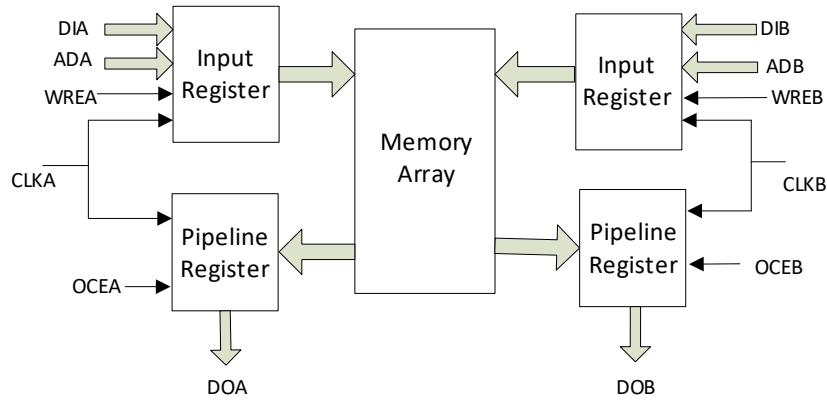 DIA
ADA
WREA
CLKA
Input
Register
Memory
Array
Input
Register
DIB
ADB
WREB
CLKB
Pipeline
Register
OCEA
DOA
Pipeline
Register
OCEB
DOB